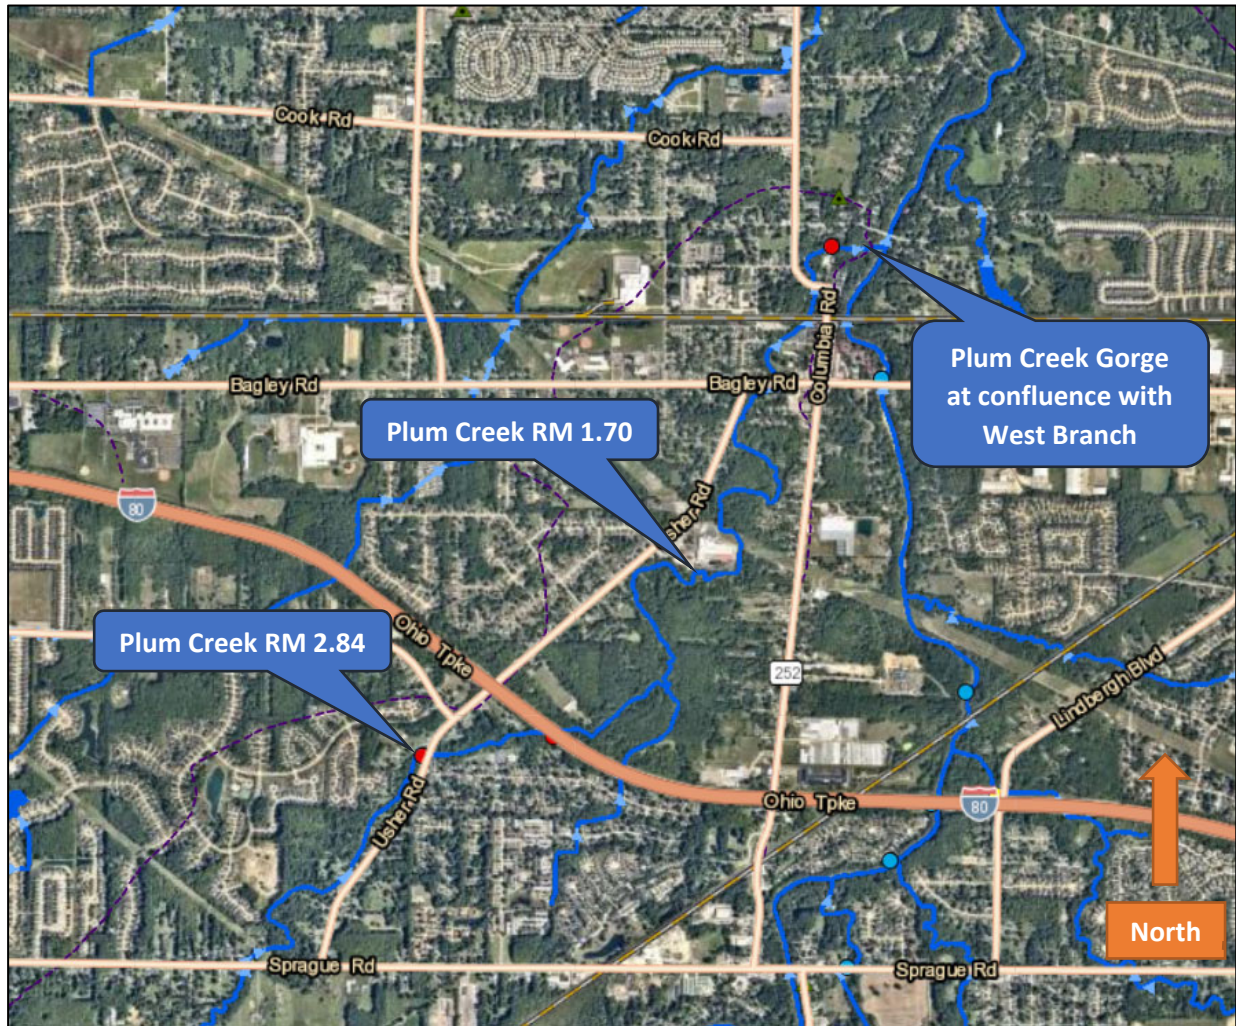 Cook Rd
Cook Rd
Columbia Rd
Plum Creek Gorge
at confluence with
West Branch
Bagley Rd
Bagley Rd
Plum Creek RM 1.70
80
Usher Rd
Ohio Tpke
Plum Creek RM 2.84
252
Lindbergh Blvd
Usher Rd
Ohio Tpke
80
North
Sprague Rd
Sprague Rd